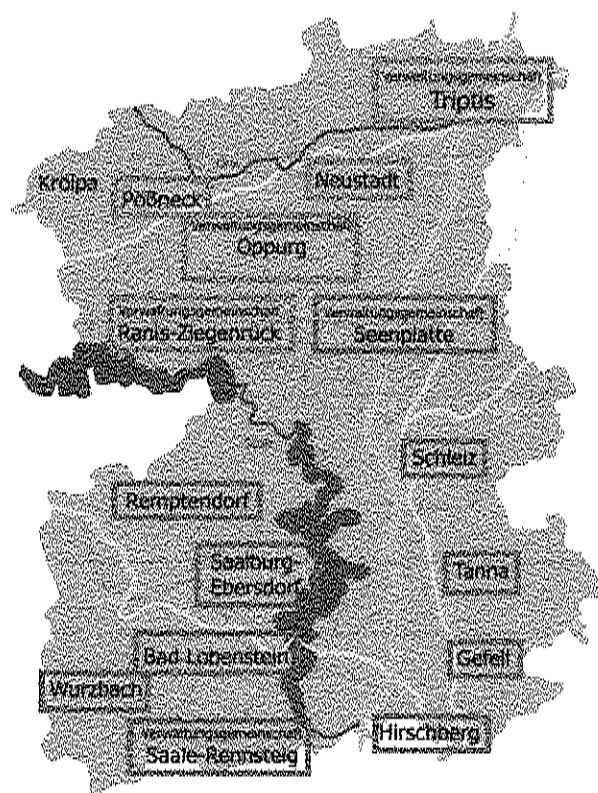 Verwaltungsgemeinschaft
Triptis
Krölpa
Pößneck
Neustadt
Verwaltungsgemeinschaft
Oppurg
Verwaltungsgemeinschaft
Ranis-Ziegenrück
Verwaltungsgemeinschaft
Seenplatte
Schleiz
Remptendorf
Saalburg-
Ebersdorf
Tanna
Bad Lobenstein
Gefell
Wurzbach
Verwaltungsgemeinschaft
Saale-Rennsteig
Hirschberg